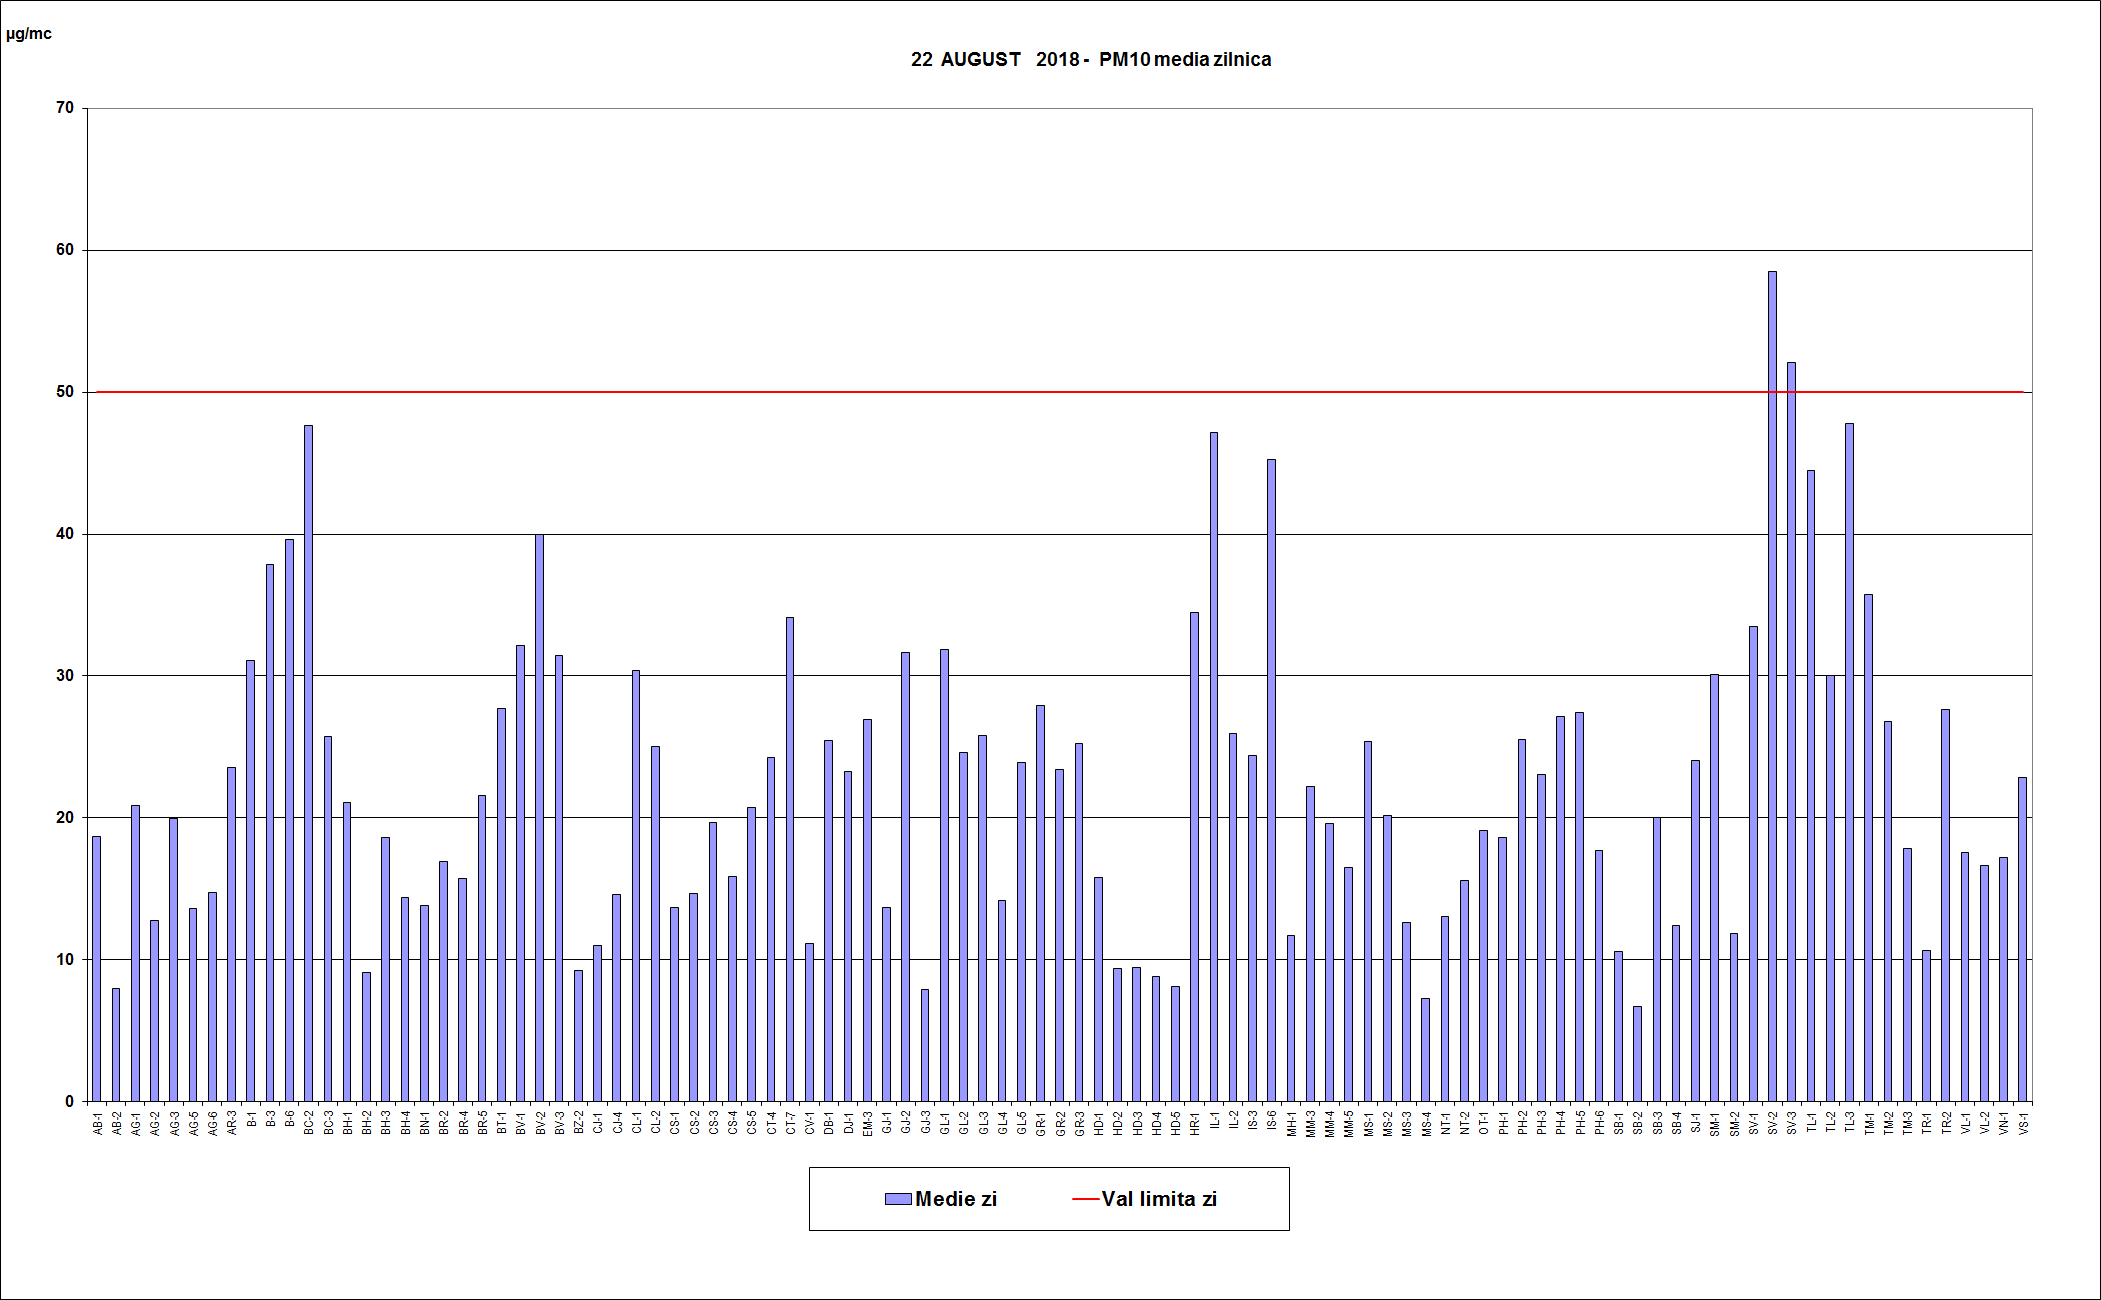 µg/mc
22 AUGUST 2018 - PM10 media zilnica
70
60
50
40
30
20
10
0
AB-1 AB-2 AG-1 AG-2 AG-3 AG-5 AG-6 AR-3 B-1 B-3 B-6 BC-2 BC-3 BH-1 BH-2 BH-3 BH-4 BN-1 BR-2 BR-4 BR-5 BT-1 BV-1 BV-2 BV-3 BZ-2 CJ-1 CJ-4 CL-1 CL-2 CS-1 CS-2 CS-3 CS-4 CS-5 CT-4 CT-7 CV-1 DB-1 DJ-1 EM-3 GJ-1 GJ-2 GJ-3 GL-1 GL-2 GL-3 GL-4 GL-5 GR-1 GR-2 GR-3 HD-1 HD-2 HD-3 HD-4 HD-5 HR-1 IL-1 IL-2 IS-3 IS-6 MH-1 MM-3 MM-4 MM-5 MS-1 MS-2 MS-3 MS-4 NT-1 NT-2 OT-1 PH-1 PH-2 PH-3 PH-4 PH-5 PH-6 SB-1 SB-2 SB-3 SB-4 SJ-1 SM-1 SM-2 SV-1 SV-2 SV-3 TL-1 TL-2 TL-3 TM-1 TM-2 TM-3 TR-1 TR-2 VL-1 VL-2 VN-1 VS-1
Medie zi Val limita zi